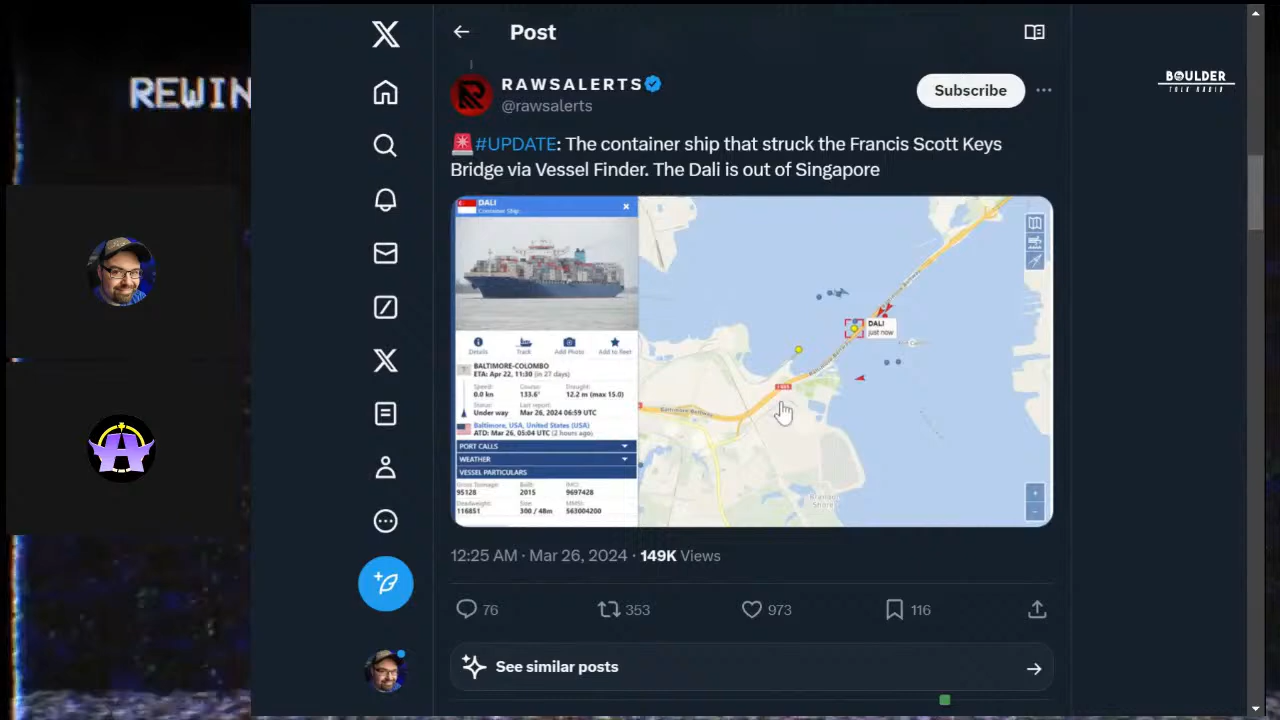 REWIN
BOULDER
TALK RADIO
Post
RAWSALERTS
@rawsalerts
Subscribe
🚨#UPDATE: The container ship that struck the Francis Scott Keys
Bridge via Vessel Finder. The Dali is out of Singapore
DALI
Container Ship
Details Track Add Photo Add to fleet
BALTIMORE-COLOMBO
ETA: Apr 22, 11:30 (in 27 days)
Speed: Course: Draught:
0.0 kn 133.6° 12.2 m (max 15.0)
Status: Last report:
Under way Mar 26, 2024 06:59 UTC
Baltimore, USA, United States (USA)
ATD: Mar 26, 05:04 UTC (2 hours ago)
PORT CALLS
WEATHER
VESSEL PARTICULARS
Gross Tonnage: Built: IMO:
95128 2015 9697428
Deadweight: Size: MMSI:
116851 300 / 48m 563004200
DALI
just now
Baltimore Beltway
12:25 AM · Mar 26, 2024 · 149K Views
76 353 973 116
See similar posts